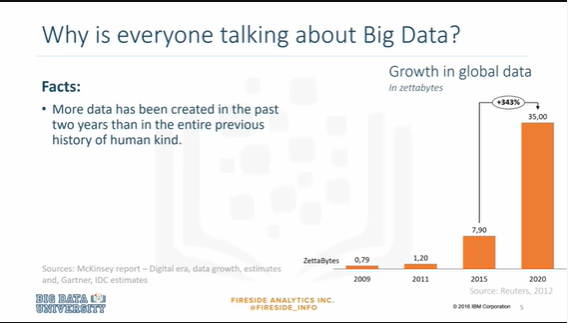 Why is everyone talking about Big Data?
Facts:
• More data has been created in the past
two years than in the entire previous
history of human kind.
Growth in global data
In zettabytes
+343%
35,00
7,90
1,20
0,79
ZettaBytes
2009
2011
2015
2020
Sources: McKinsey report – Digital era, data growth, estimates
and, Gartner, IDC estimates
Source: Reuters, 2012
BIG DATA
UNIVERSITY
FIRESIDE ANALYTICS INC.
@FIRESIDE_INFO
© 2016 IBM Corporation
5